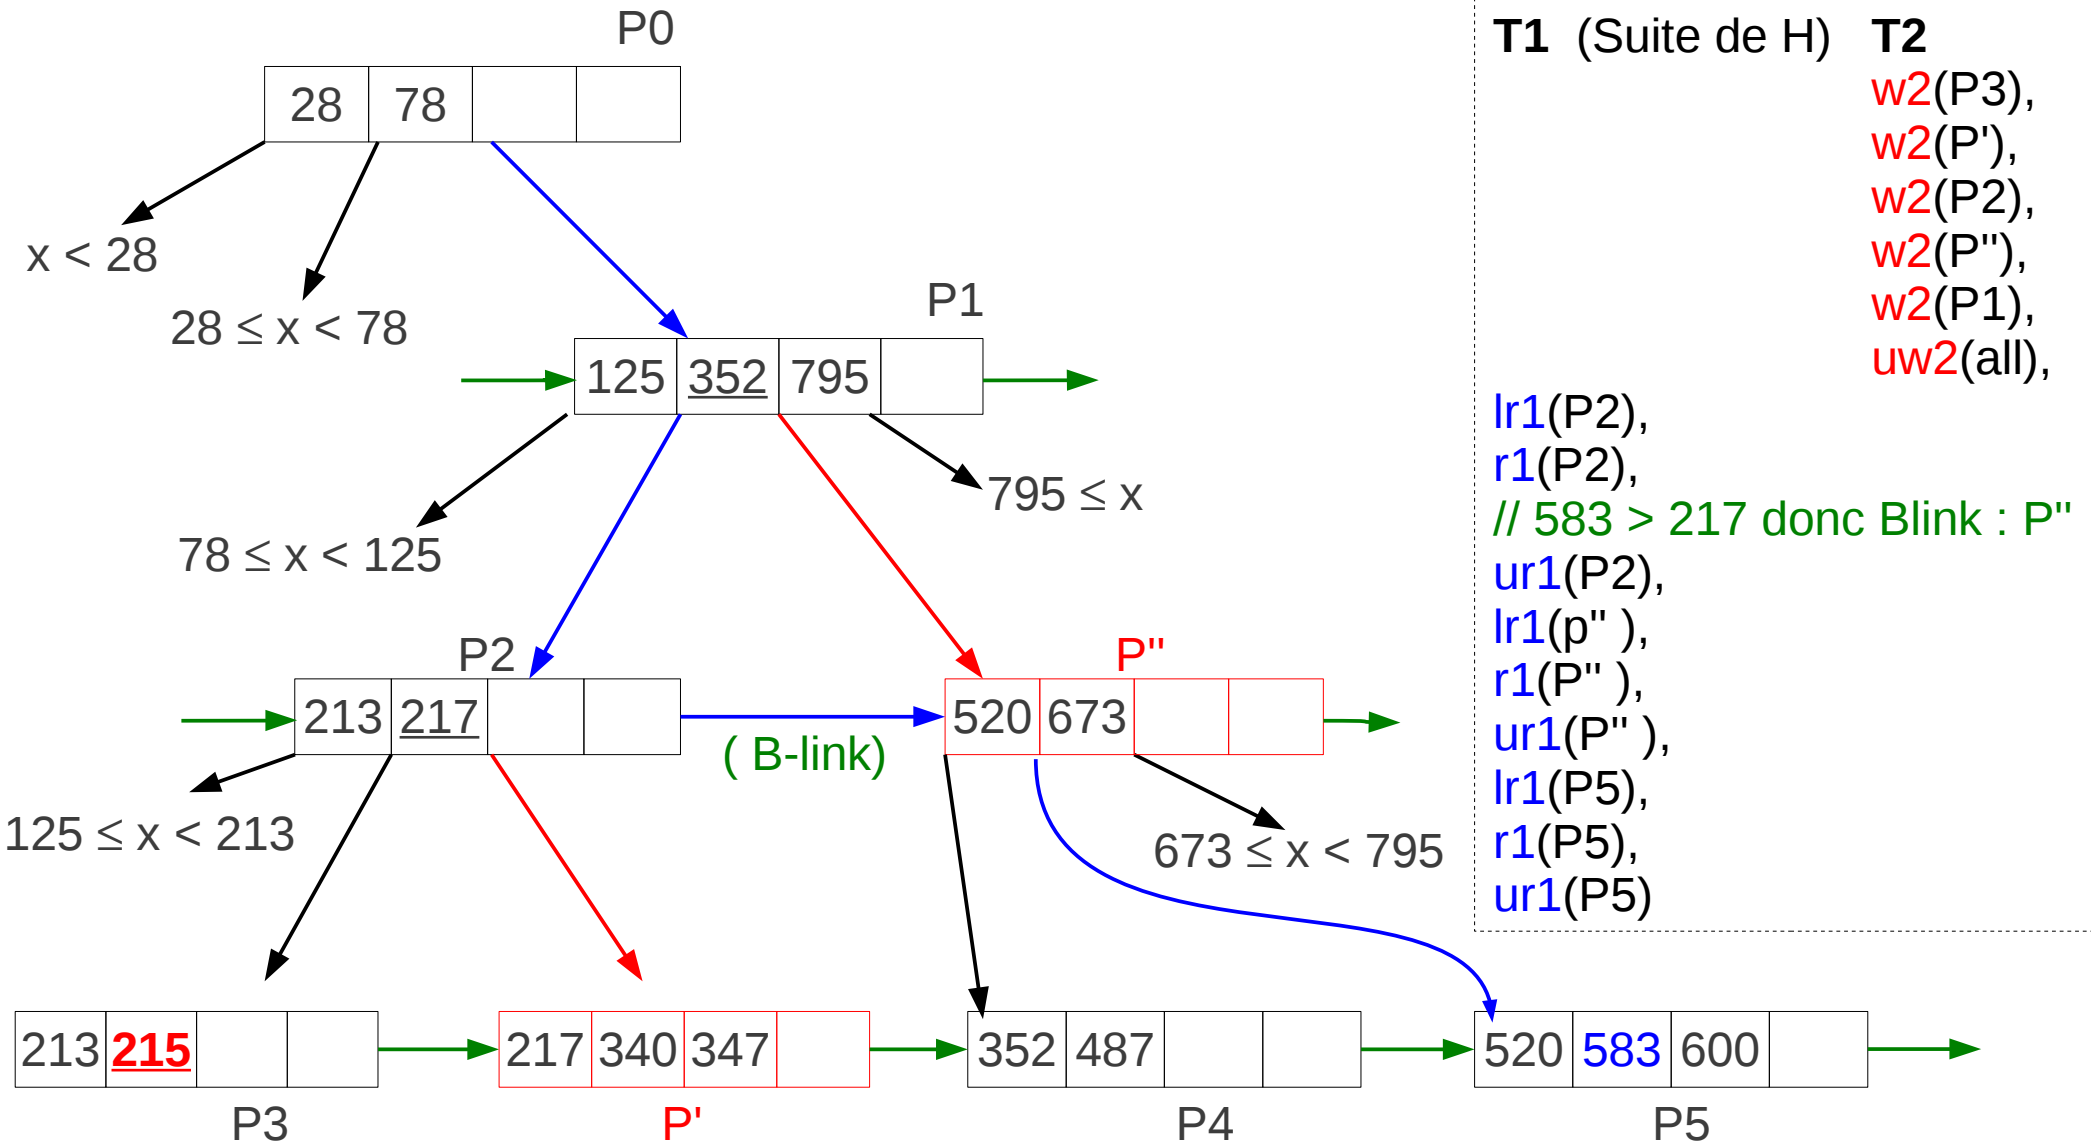 P0
28 78
x < 28
28 ≤ x < 78
P1
125 352 795
795 ≤ x
78 ≤ x < 125
P2
P"
213 217
( B-link)
520 673
125 ≤ x < 213
673 ≤ x < 795
213 215
217 340 347
352 487
520 583 600
P3
P'
P4
P5
T1 (Suite de H) T2
w2(P3),
w2(P'),
w2(P2),
w2(P"),
w2(P1),
uw2(all),
lr1(P2),
r1(P2),
// 583 > 217 donc Blink : P"
ur1(P2),
lr1(p" ),
r1(P" ),
ur1(P" ),
lr1(P5),
r1(P5),
ur1(P5)